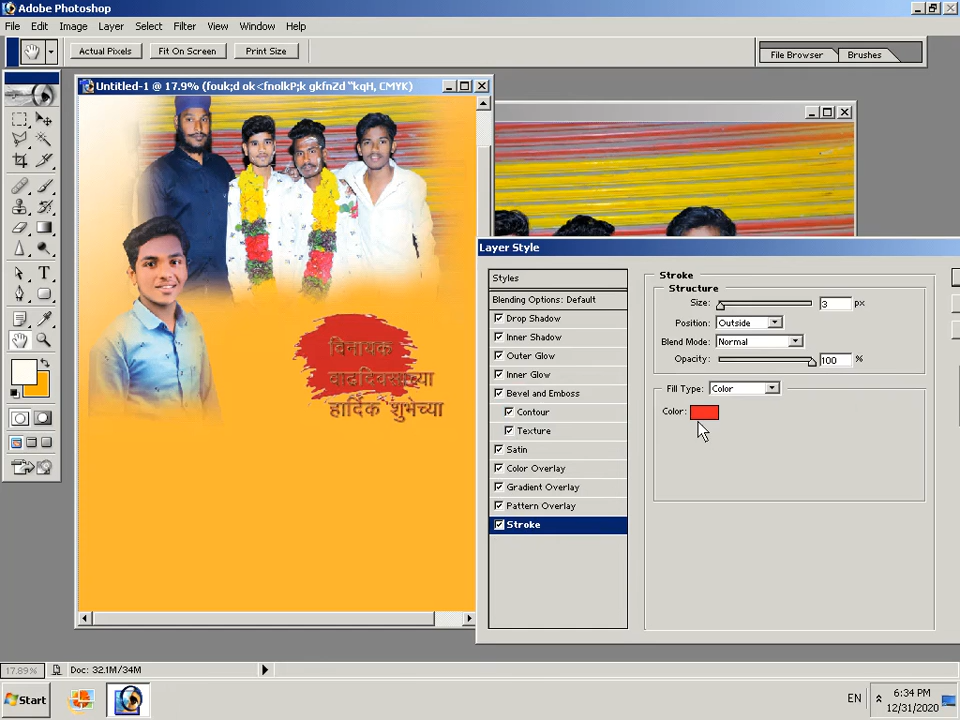 Adobe Photoshop
File Edit Image Layer Select Filter View Window Help
Actual Pixels Fit On Screen Print Size File Browser Brushes
Untitled-1 @ 17.9% (fouk;d ok<fnolkP;k gkfnZd ”kqH, CMYK)
विनायक
वाढदिवसाच्या
हार्दिक शुभेच्या
Layer Style
Styles
Blending Options: Default
Drop Shadow
Inner Shadow
Outer Glow
Inner Glow
Bevel and Emboss
Contour
Texture
Satin
Color Overlay
Gradient Overlay
Pattern Overlay
Stroke
Stroke
Structure
Size: 3 px
Position: Outside
Blend Mode: Normal
Opacity: 100 %
Fill Type: Color
Color:
17.89% Doc: 32.1M/34M
Start EN 6:34 PM
12/31/2020